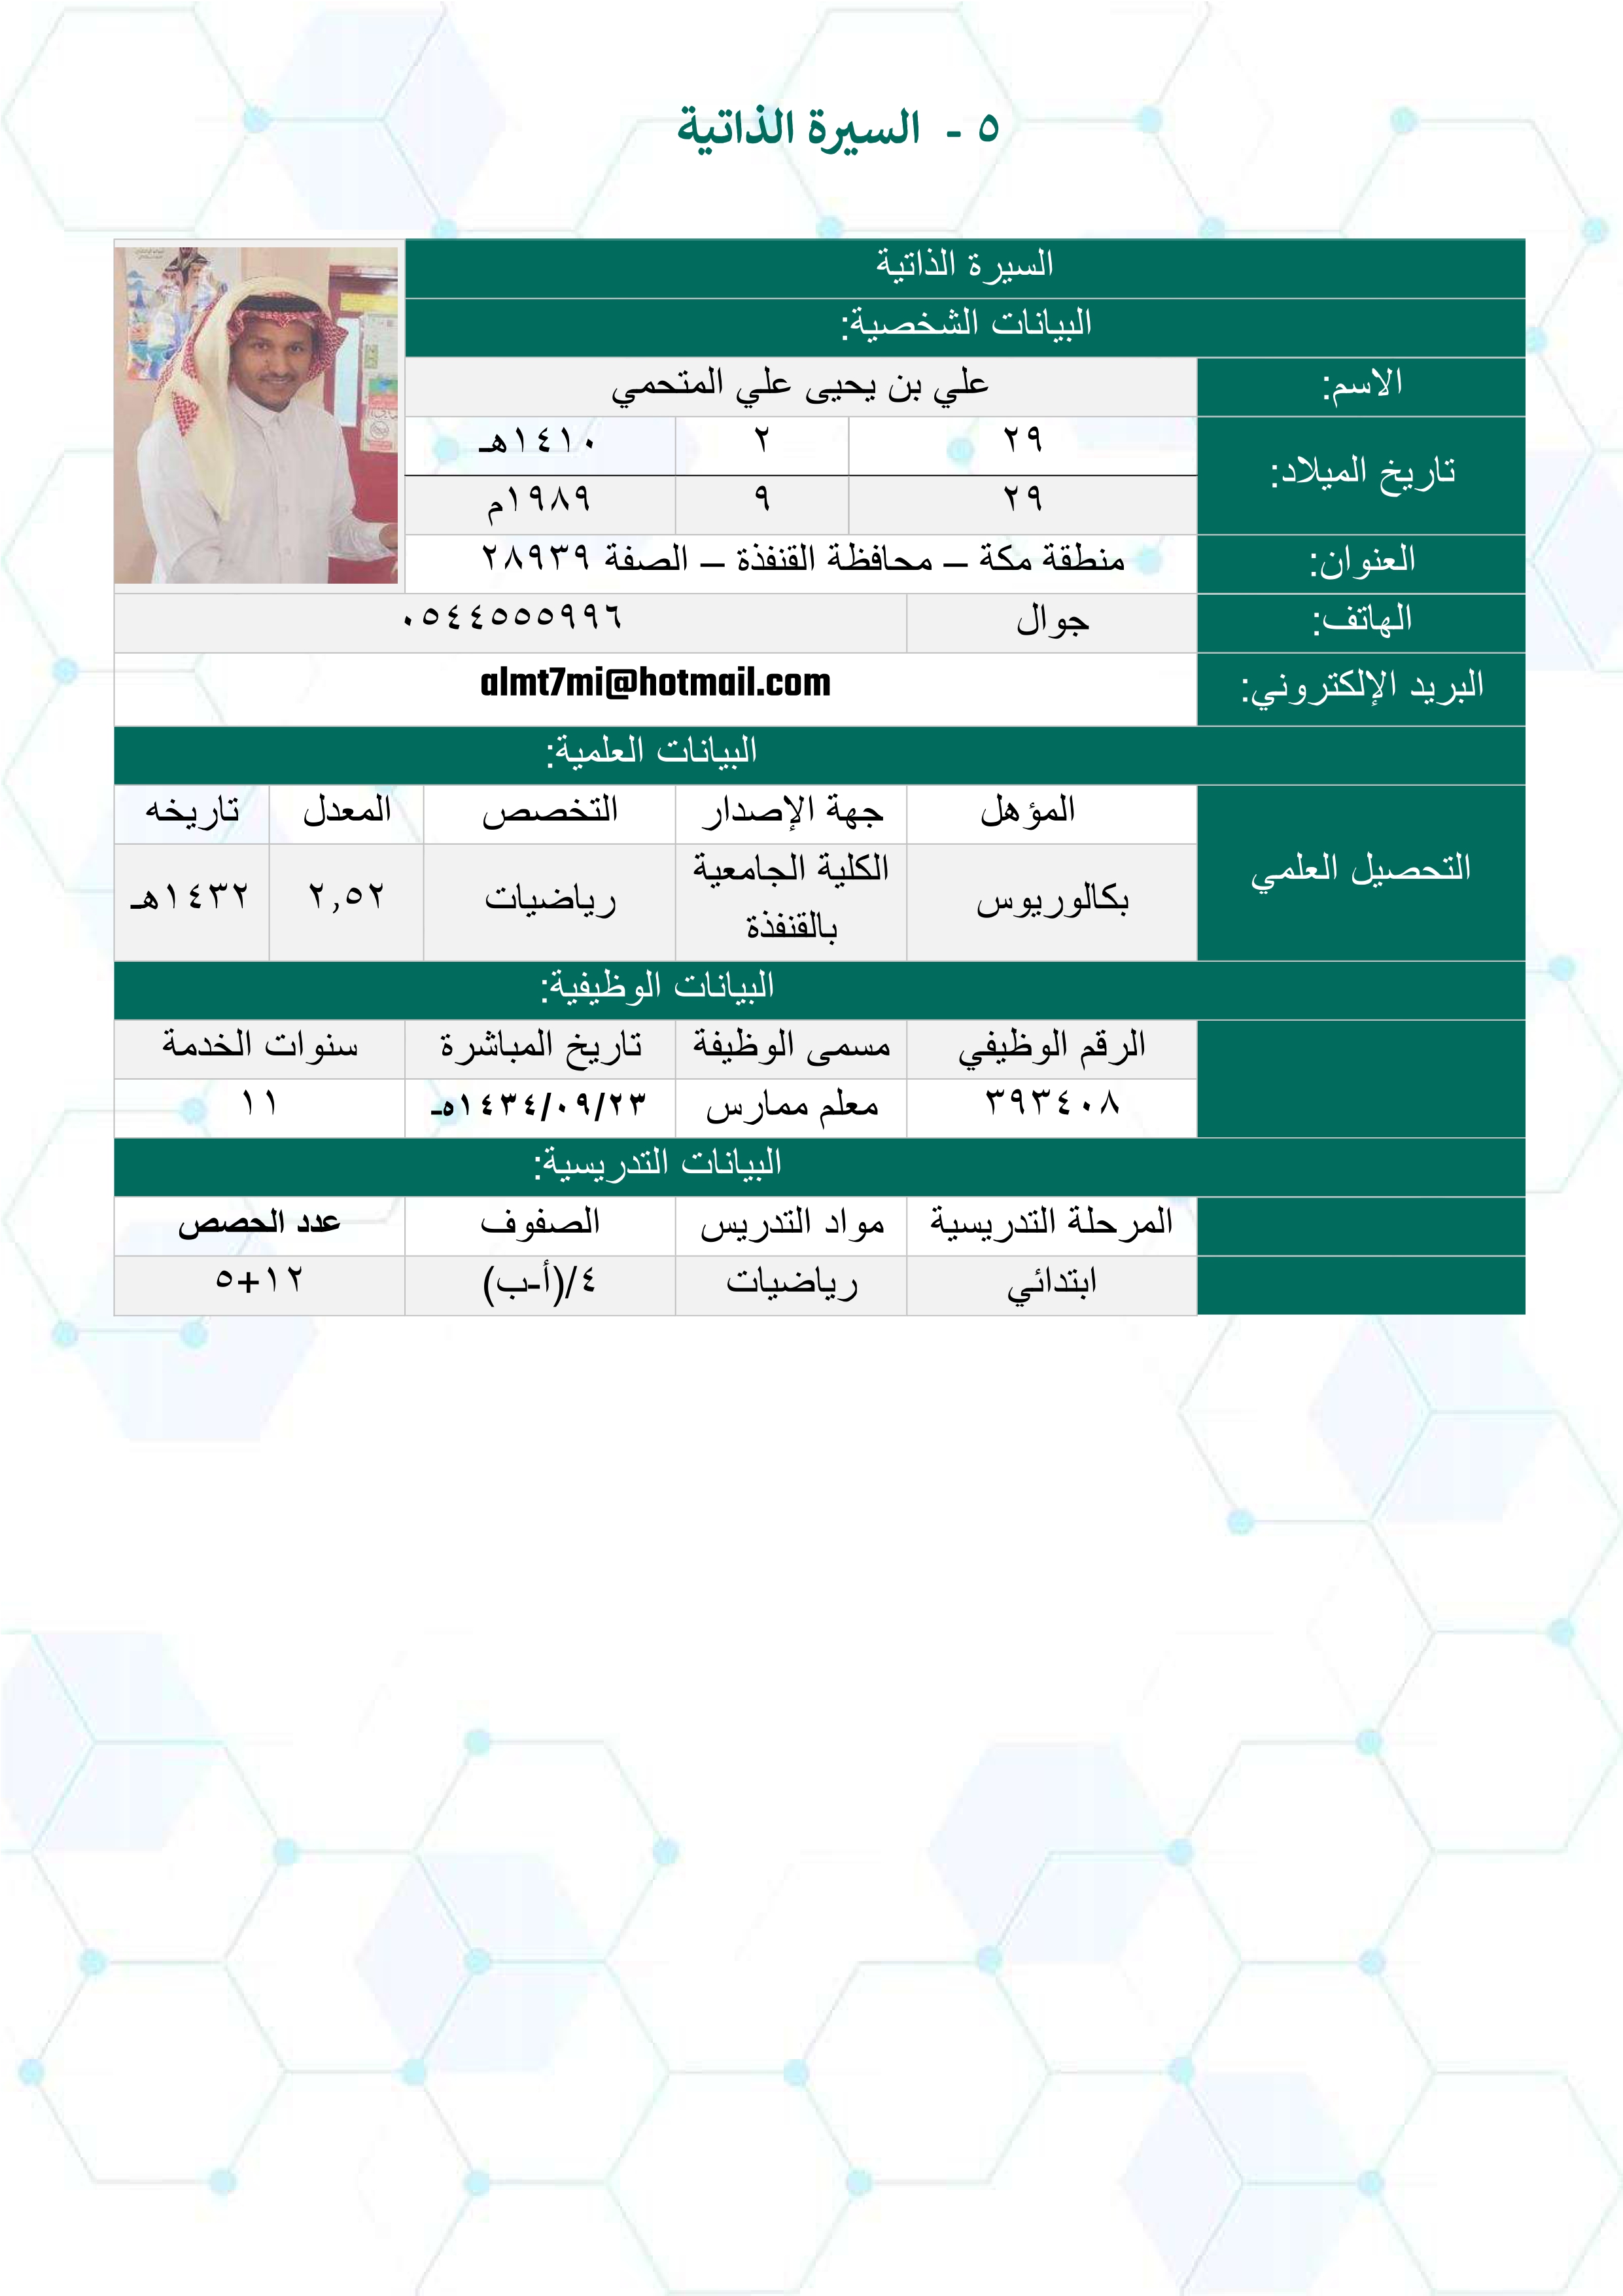 ٥ - السيرة الذاتية
السيرة الذاتية
البيانات الشخصية:
الاسم: علي بن يحيى علي المتحمي
تاريخ الميلاد:
٢٩ ٢ ١٤١٠هـ
٢٩ ٩ ١٩٨٩م
العنوان: منطقة مكة – محافظة القنفذة – الصفة ٢٨٩٣٩
الهاتف: جوال ٠٥٤٤٥٥٥٩٩٦
البريد الإلكتروني: almt7mi@hotmail.com
البيانات العلمية:
التحصيل العلمي
المؤهل جهة الإصدار التخصص المعدل تاريخه
بكالوريوس الكلية الجامعية بالقنفذة رياضيات ٢,٥٢ ١٤٣٢هـ
البيانات الوظيفية:
الرقم الوظيفي مسمى الوظيفة تاريخ المباشرة سنوات الخدمة
٣٩٣٤٠٨ معلم ممارس ١٤٣٤/٠٩/٢٣ه ١١
البيانات التدريسية:
المرحلة التدريسية مواد التدريس الصفوف عدد الحصص
ابتدائي رياضيات ٤/(أ-ب) ١٢+٥